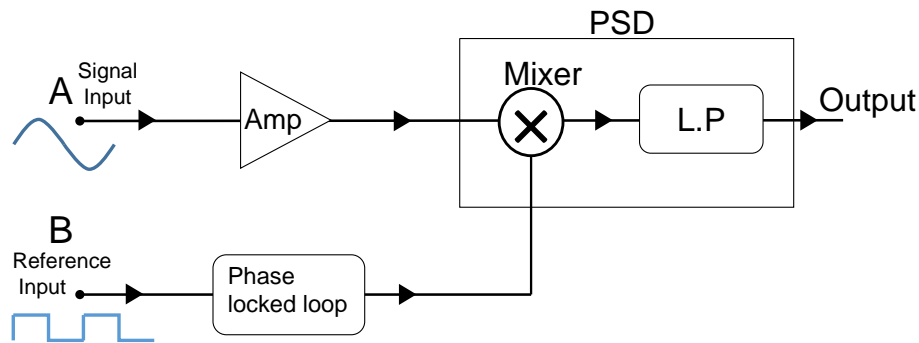 PSD
A
Signal
Input
Amp
Mixer
L.P
Output
B
Reference
Input
Phase
locked loop